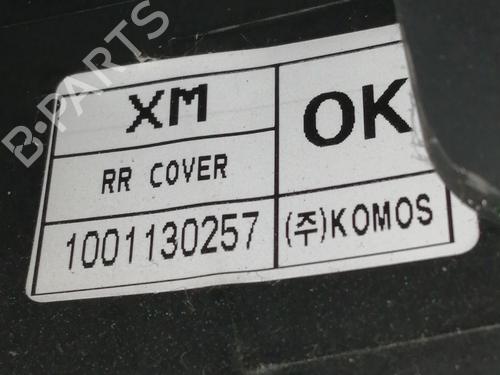 XM
OK
RR COVER
1001130257
(주)KOMOS
B-PARTS